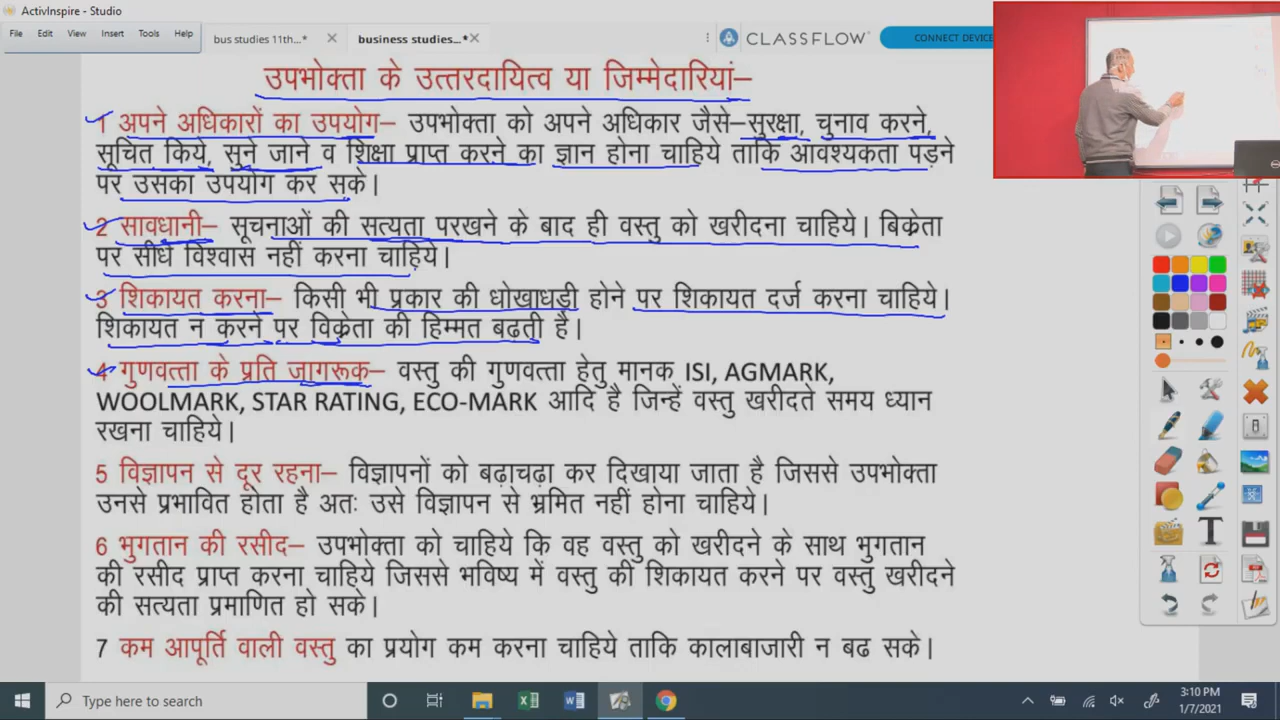 ActivInspire - Studio
File Edit View Insert Tools Help
bus studies 11th...*
business studies...*
CLASSFLOW
CONNECT DEVICE
उपभोक्ता के उत्तरदायित्व या जिम्मेदारियां–
1 अपने अधिकारों का उपयोग– उपभोक्ता को अपने अधिकार जैसे–सुरक्षा, चुनाव करने,
सूचित किये, सुने जाने व शिक्षा प्राप्त करने का ज्ञान होना चाहिये ताकि आवश्यकता पड़ने
पर उसका उपयोग कर सके।
2 सावधानी– सूचनाओं की सत्यता परखने के बाद ही वस्तु को खरीदना चाहिये। बिक्रेता
पर सीधे विश्वास नहीं करना चाहिये।
3 शिकायत करना– किसी भी प्रकार की धोखाधड़ी होने पर शिकायत दर्ज करना चाहिये।
शिकायत न करने पर विक्रेता की हिम्मत बढ़ती है।
4 गुणवत्ता के प्रति जागरूक– वस्तु की गुणवत्ता हेतु मानक ISI, AGMARK,
WOOLMARK, STAR RATING, ECO-MARK आदि है जिन्हें वस्तु खरीदते समय ध्यान
रखना चाहिये।
5 विज्ञापन से दूर रहना– विज्ञापनों को बढ़ाचढ़ा कर दिखाया जाता है जिससे उपभोक्ता
उनसे प्रभावित होता है अतः उसे विज्ञापन से भ्रमित नहीं होना चाहिये।
6 भुगतान की रसीद– उपभोक्ता को चाहिये कि वह वस्तु को खरीदने के साथ भुगतान
की रसीद प्राप्त करना चाहिये जिससे भविष्य में वस्तु की शिकायत करने पर वस्तु खरीदने
की सत्यता प्रमाणित हो सके।
7 कम आपूर्ति वाली वस्तु का प्रयोग कम करना चाहिये ताकि कालाबाजारी न बढ सके।
Type here to search
3:10 PM
1/7/2021